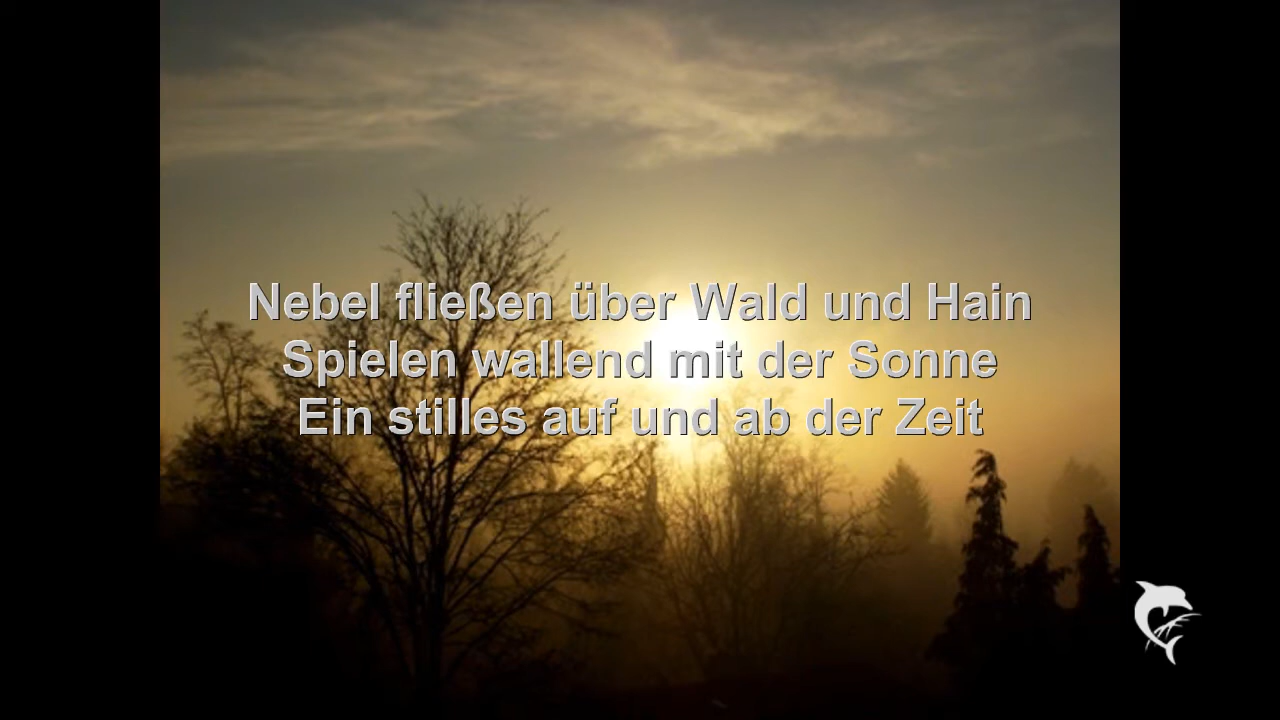 Nebel fließen über Wald und Hain
Spielen wallend mit der Sonne
Ein stilles auf und ab der Zeit